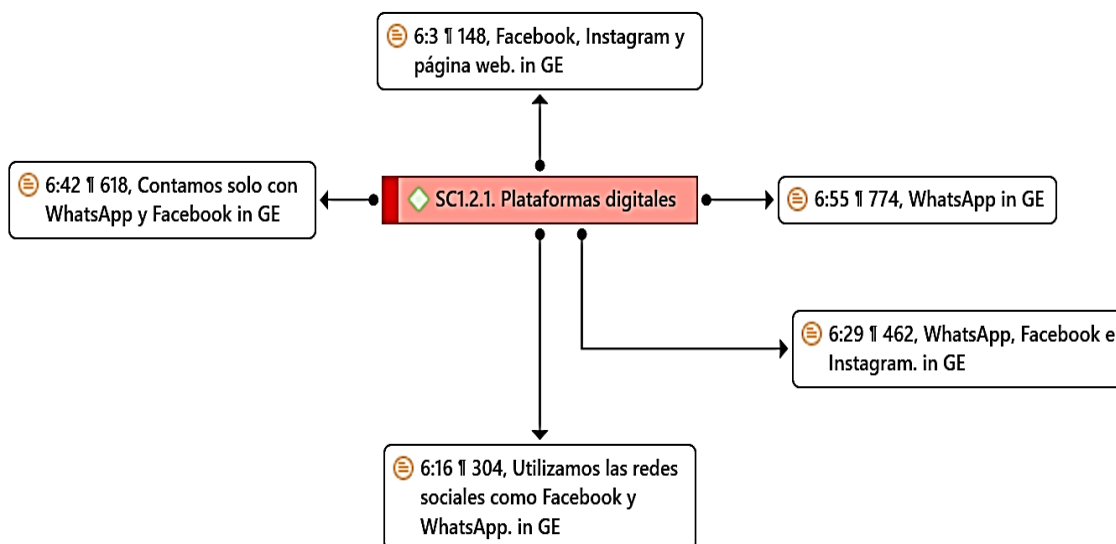 6:3 ¶ 148, Facebook, Instagram y
página web. in GE
6:42 ¶ 618, Contamos solo con
WhatsApp y Facebook in GE
SC1.2.1. Plataformas digitales
6:55 ¶ 774, WhatsApp in GE
6:29 ¶ 462, WhatsApp, Facebook e
Instagram. in GE
6:16 ¶ 304, Utilizamos las redes
sociales como Facebook y
WhatsApp. in GE